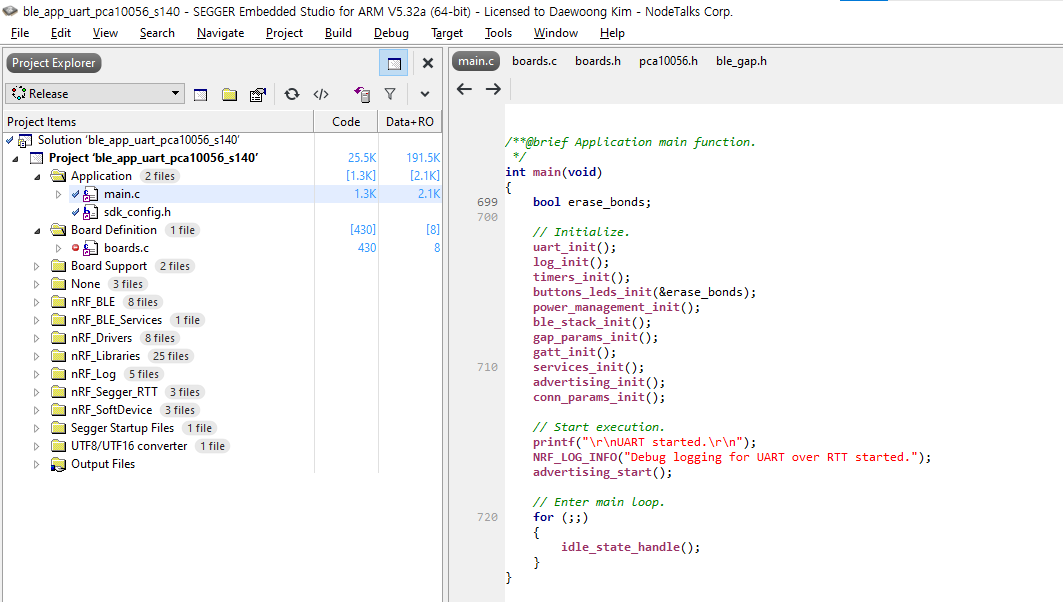 ble_app_uart_pca10056_s140 - SEGGER Embedded Studio for ARM V5.32a (64-bit) - Licensed to Daewoong Kim - NodeTalks Corp.
File Edit View Search Navigate Project Build Debug Target Tools Window Help
Project Explorer
Release
Project Items Code Data+RO
Solution 'ble_app_uart_pca10056_s140'
Project 'ble_app_uart_pca10056_s140' 25.5K 191.5K
Application 2 files [1.3K] [2.1K]
main.c 1.3K 2.1K
sdk_config.h
Board Definition 1 file [430] [8]
boards.c 430 8
Board Support 2 files
None 3 files
nRF_BLE 8 files
nRF_BLE_Services 1 file
nRF_Drivers 8 files
nRF_Libraries 25 files
nRF_Log 5 files
nRF_Segger_RTT 3 files
nRF_SoftDevice 3 files
Segger Startup Files 1 file
UTF8/UTF16 converter 1 file
Output Files
main.c boards.c boards.h pca10056.h ble_gap.h
/**@brief Application main function.
*/
int main(void)
{
699 bool erase_bonds;
700
// Initialize.
uart_init();
log_init();
timers_init();
buttons_leds_init(&erase_bonds);
power_management_init();
ble_stack_init();
gap_params_init();
gatt_init();
710 services_init();
advertising_init();
conn_params_init();
// Start execution.
printf("\r\nUART started.\r\n");
NRF_LOG_INFO("Debug logging for UART over RTT started.");
advertising_start();
// Enter main loop.
720 for (;;)
{
idle_state_handle();
}
}